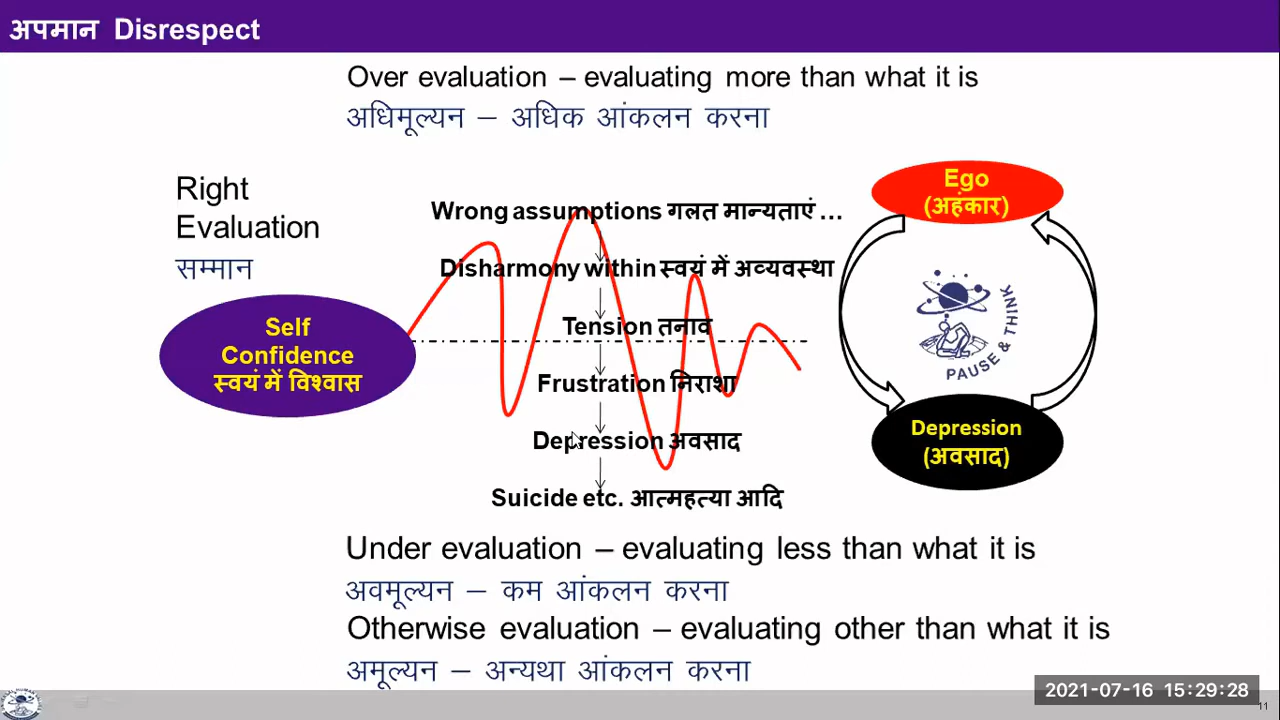 अपमान Disrespect
Over evaluation – evaluating more than what it is
अधिमूल्यन – अधिक आंकलन करना
Right
Evaluation
सम्मान
Self
Confidence
स्वयं में विश्वास
Wrong assumptions गलत मान्यताएं ...
Disharmony within स्वयं में अव्यवस्था
Tension तनाव
Frustration निराशा
Depression अवसाद
Suicide etc. आत्महत्या आदि
Ego
(अहंकार)
PAUSE & THINK
Depression
(अवसाद)
Under evaluation – evaluating less than what it is
अवमूल्यन – कम आंकलन करना
Otherwise evaluation – evaluating other than what it is
अमूल्यन – अन्यथा आंकलन करना
2021-07-16 15:29:28
11